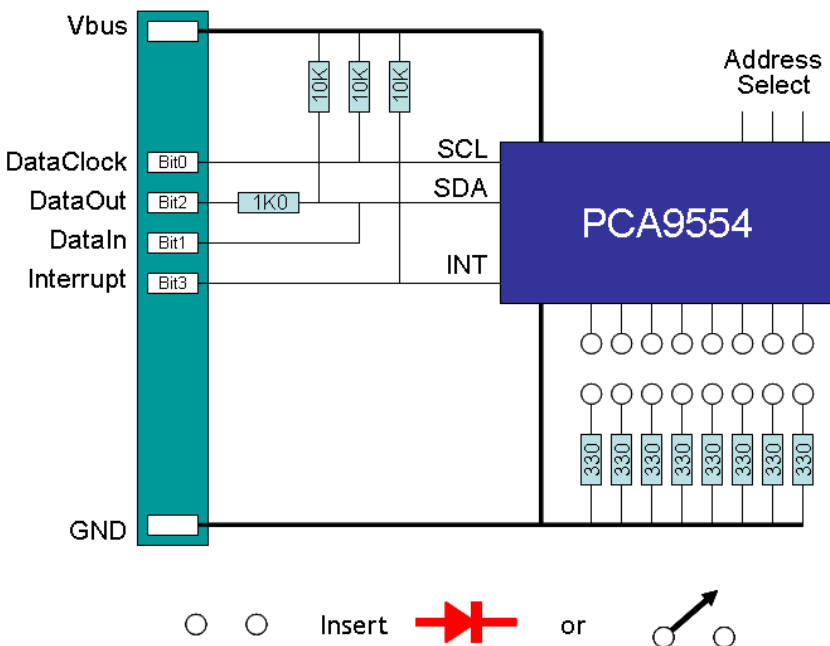 Vbus
10K 10K 10K
Address
Select
DataClock Bit0 SCL
DataOut Bit2 1K0 SDA
PCA9554
DataIn Bit1
Interrupt Bit3 INT
330 330 330 330 330 330 330 330
GND
Insert or